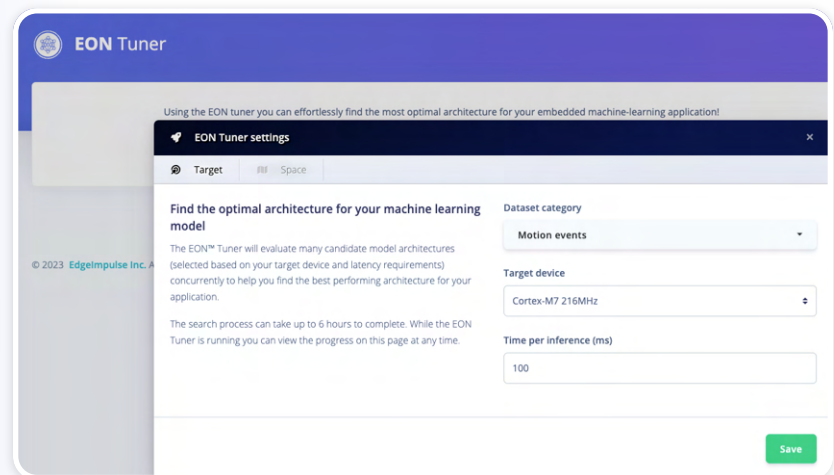 EON Tuner
Using the EON tuner you can effortlessly find the most optimal architecture for your embedded machine-learning application!
EON Tuner settings
×
Target
Space
Find the optimal architecture for your machine learning
model
The EON™ Tuner will evaluate many candidate model architectures
(selected based on your target device and latency requirements)
concurrently to help you find the best performing architecture for your
application.
The search process can take up to 6 hours to complete. While the EON
Tuner is running you can view the progress on this page at any time.
Dataset category
Motion events
Target device
Cortex-M7 216MHz
Time per inference (ms)
100
© 2023 EdgeImpulse Inc. A
Save